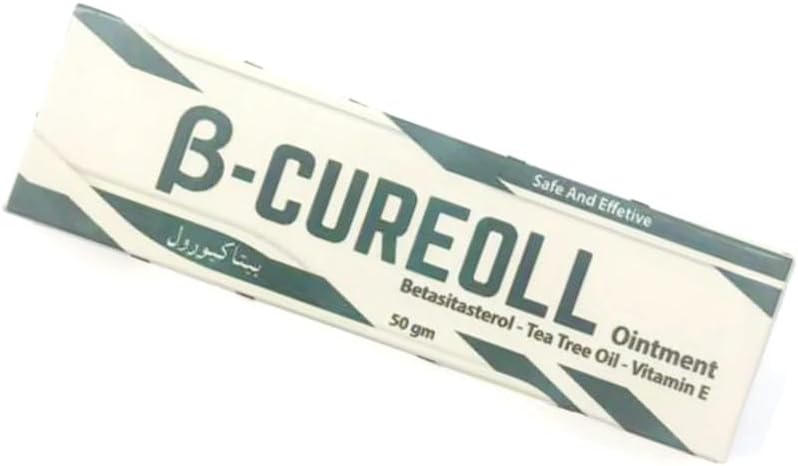 Safe And Effetive
β-CUREOLL
بيتاكيورول
Ointment
Betasitasterol - Tea Tree Oil - Vitamin E
50 gm